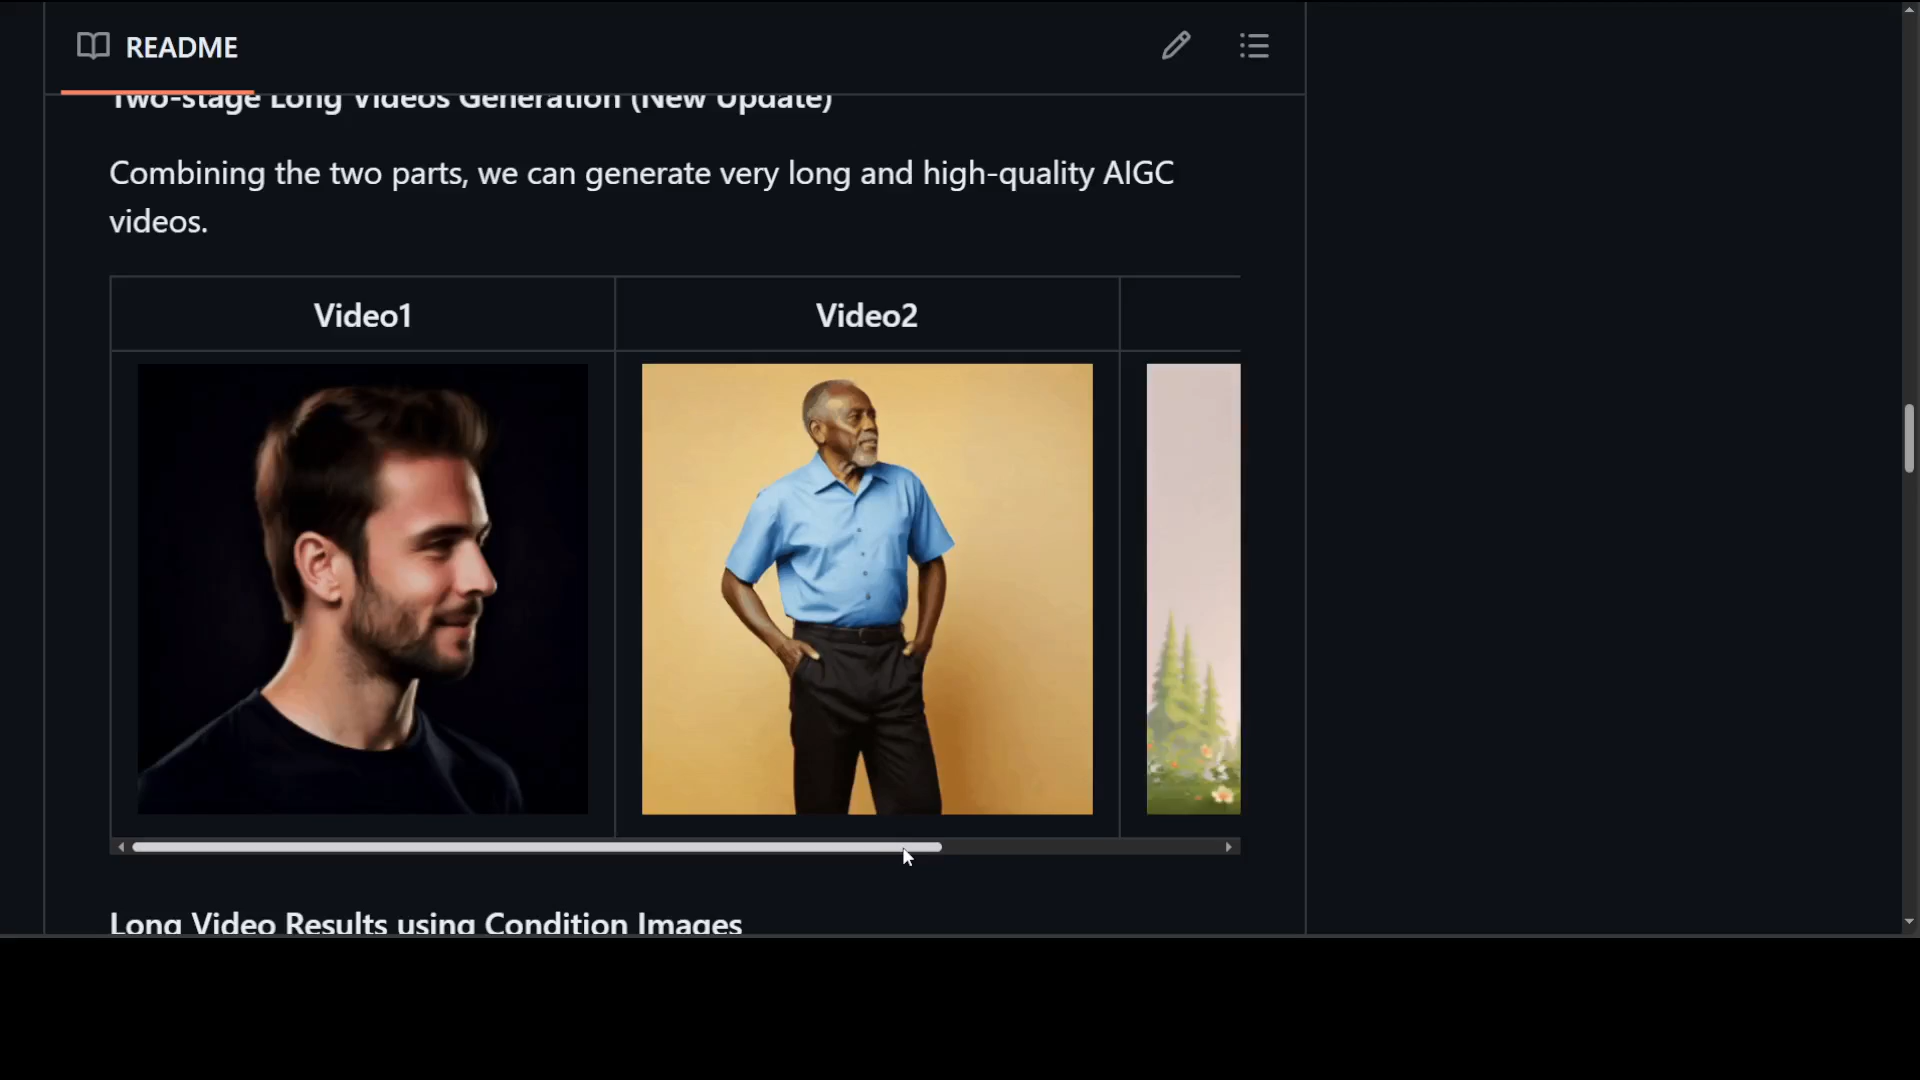 README
Two-stage Long Videos Generation (New Update)
Combining the two parts, we can generate very long and high-quality AIGC
videos.
Video1
Video2
Long Video Results using Condition Images